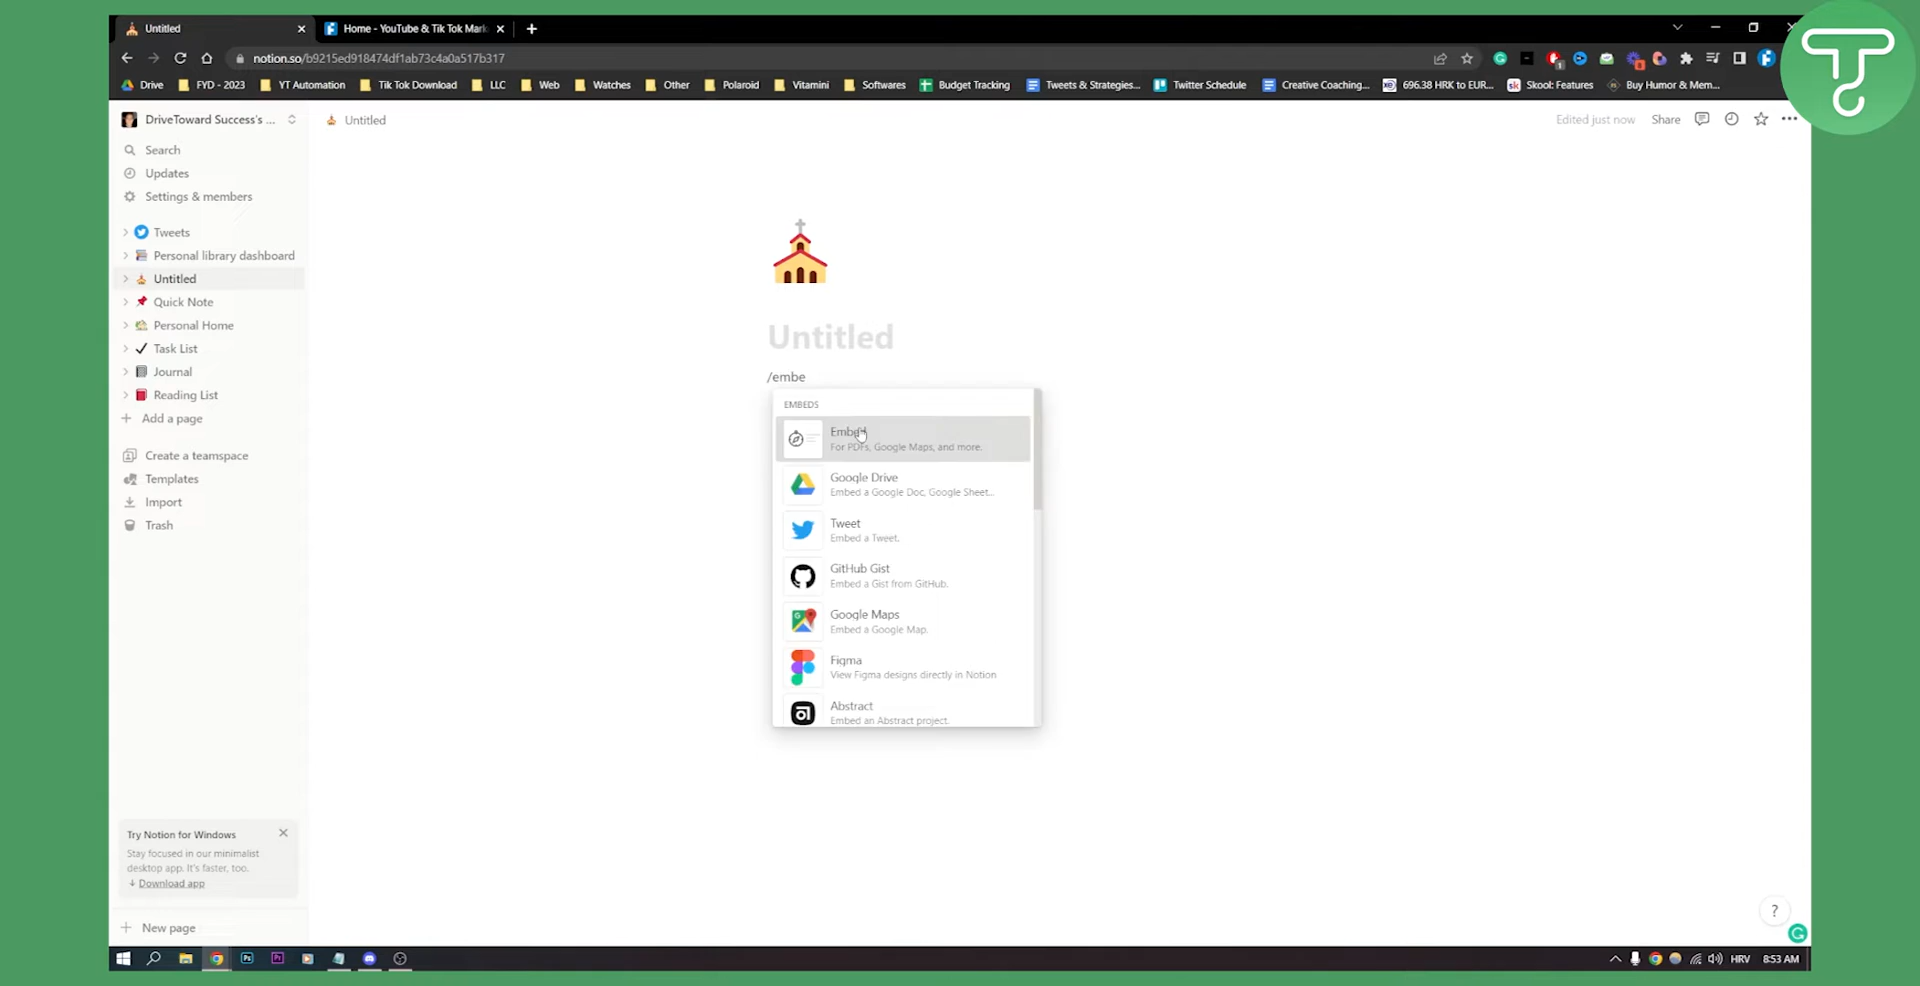 Untitled
Home - YouTube & Tik Tok Mark
notion.so/b9215ed918474df1ab73c4a0a517b317
Drive
FYD - 2023
YT Automation
Tik Tok Download
LLC
Web
Watches
Other
Polaroid
Vitamini
Softwares
Budget Tracking
Tweets & Strategies...
Twitter Schedule
Creative Coaching...
696.38 HRK to EUR...
Skool: Features
Buy Humor & Mem...
DriveToward Success's ...
Untitled
Edited just now
Share
Search
Updates
Settings & members
Tweets
Personal library dashboard
Untitled
Quick Note
Personal Home
Task List
Journal
Reading List
Add a page
Create a teamspace
Templates
Import
Trash
Untitled
/embe
EMBEDS
Embed
For PDFs, Google Maps, and more.
Google Drive
Embed a Google Doc, Google Sheet...
Tweet
Embed a Tweet.
GitHub Gist
Embed a Gist from GitHub.
Google Maps
Embed a Google Map.
Figma
View Figma designs directly in Notion
Abstract
Embed an Abstract project.
Try Notion for Windows
Stay focused in our minimalist
desktop app. It's faster, too.
Download app
New page
?
HRV
8:53 AM